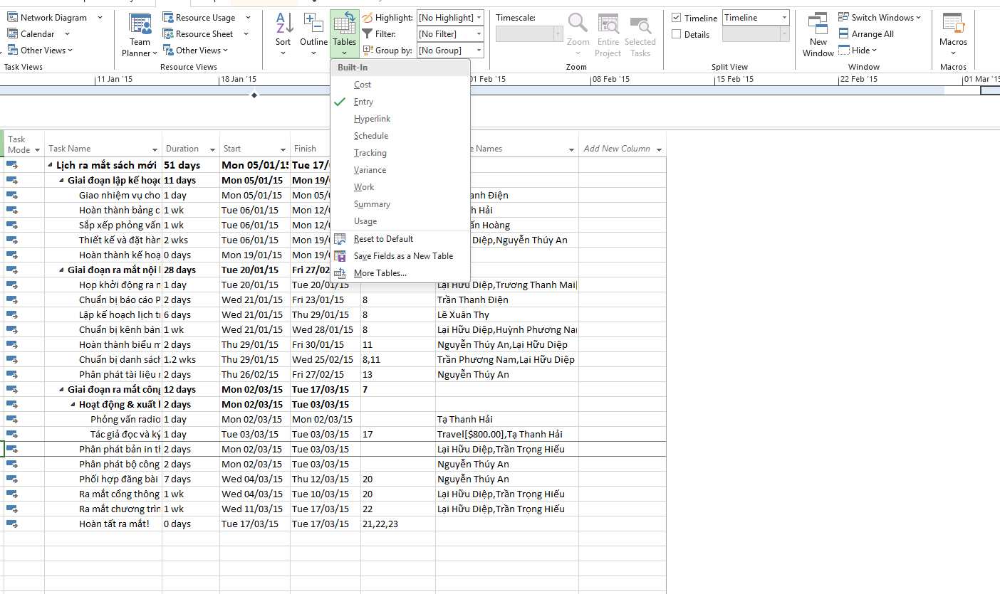 Network Diagram
Calendar
Other Views
Task Views
Team
Planner
Resource Usage
Resource Sheet
Other Views
Resource Views
Sort
Outline
Tables
Highlight: [No Highlight]
Filter: [No Filter]
Group by: [No Group]
Timescale:
Zoom
Entire
Project
Selected
Tasks
Zoom
Timeline Timeline
Details
Split View
New
Window
Switch Windows
Arrange All
Hide
Window
Macros
Macros
11 Jan '15 18 Jan '15 01 Feb '15 08 Feb '15 15 Feb '15 22 Feb '15 01 Mar '15
Built-In
Cost
Entry
Hyperlink
Schedule
Tracking
Variance
Work
Summary
Usage
Reset to Default
Save Fields as a New Table
More Tables...
Task
Mode Task Name Duration Start Finish Names Add New Column
Lịch ra mắt sách mới 51 days Mon 05/01/15 Tue 17/
Giai đoạn lập kế hoạc 11 days Mon 05/01/15 Mon 19/
Giao nhiệm vụ cho 1 day Mon 05/01/15 Mon 05/ anh Điện
Hoàn thành bảng c 1 wk Tue 06/01/15 Mon 12/ h Hải
Sắp xếp phỏng vấn 1 wk Tue 06/01/15 Mon 12/ ấn Hoàng
Thiết kế và đặt hàn 2 wks Tue 06/01/15 Mon 19/ Diệp,Nguyễn Thúy An
Hoàn thành kế hoạ 0 days Mon 19/01/15 Mon 19/
Giai đoạn ra mắt nội 28 days Tue 20/01/15 Fri 27/02
Họp khởi động ra n 1 day Tue 20/01/15 Tue 20/01/15 Lại Hữu Diệp,Trương Thanh Mai
Chuẩn bị báo cáo P 2 days Wed 21/01/15 Fri 23/01/15 8 Trần Thanh Điện
Lập kế hoạch lịch tr 6 days Wed 21/01/15 Thu 29/01/15 8 Lê Xuân Thy
Chuẩn bị kênh bán 1 wk Wed 21/01/15 Wed 28/01/15 8 Lại Hữu Diệp,Huỳnh Phương Nam
Hoàn thành biểu m 2 days Thu 29/01/15 Fri 30/01/15 11 Nguyễn Thúy An,Lại Hữu Diệp
Chuẩn bị danh sách 1.2 wks Thu 29/01/15 Wed 25/02/15 8,11 Trần Phương Nam,Lại Hữu Diệp
Phân phát tài liệu 2 days Thu 26/02/15 Fri 27/02/15 13 Nguyễn Thúy An
Giai đoạn ra mắt công 12 days Mon 02/03/15 Tue 17/03/15 7
Hoạt động & xuất 2 days Mon 02/03/15 Tue 03/03/15
Phỏng vấn radio 1 day Mon 02/03/15 Mon 02/03/15 Tạ Thanh Hải
Tác giả đọc và ký 1 day Tue 03/03/15 Tue 03/03/15 17 Travel[$800.00],Tạ Thanh Hải
Phân phát bản in th 2 days Mon 02/03/15 Tue 03/03/15 Lại Hữu Diệp,Trần Trọng Hiếu
Phân phát bộ công 2 days Mon 02/03/15 Tue 03/03/15 Nguyễn Thúy An
Phối hợp đăng bài 7 days Wed 04/03/15 Thu 12/03/15 20 Nguyễn Thúy An
Ra mắt cổng thông 1 wk Wed 04/03/15 Tue 10/03/15 20 Lại Hữu Diệp,Trần Trọng Hiếu
Ra mắt chương trìn 1 wk Wed 11/03/15 Tue 17/03/15 22 Lại Hữu Diệp,Trần Trọng Hiếu
Hoàn tất ra mắt! 0 days Tue 17/03/15 Tue 17/03/15 21,22,23